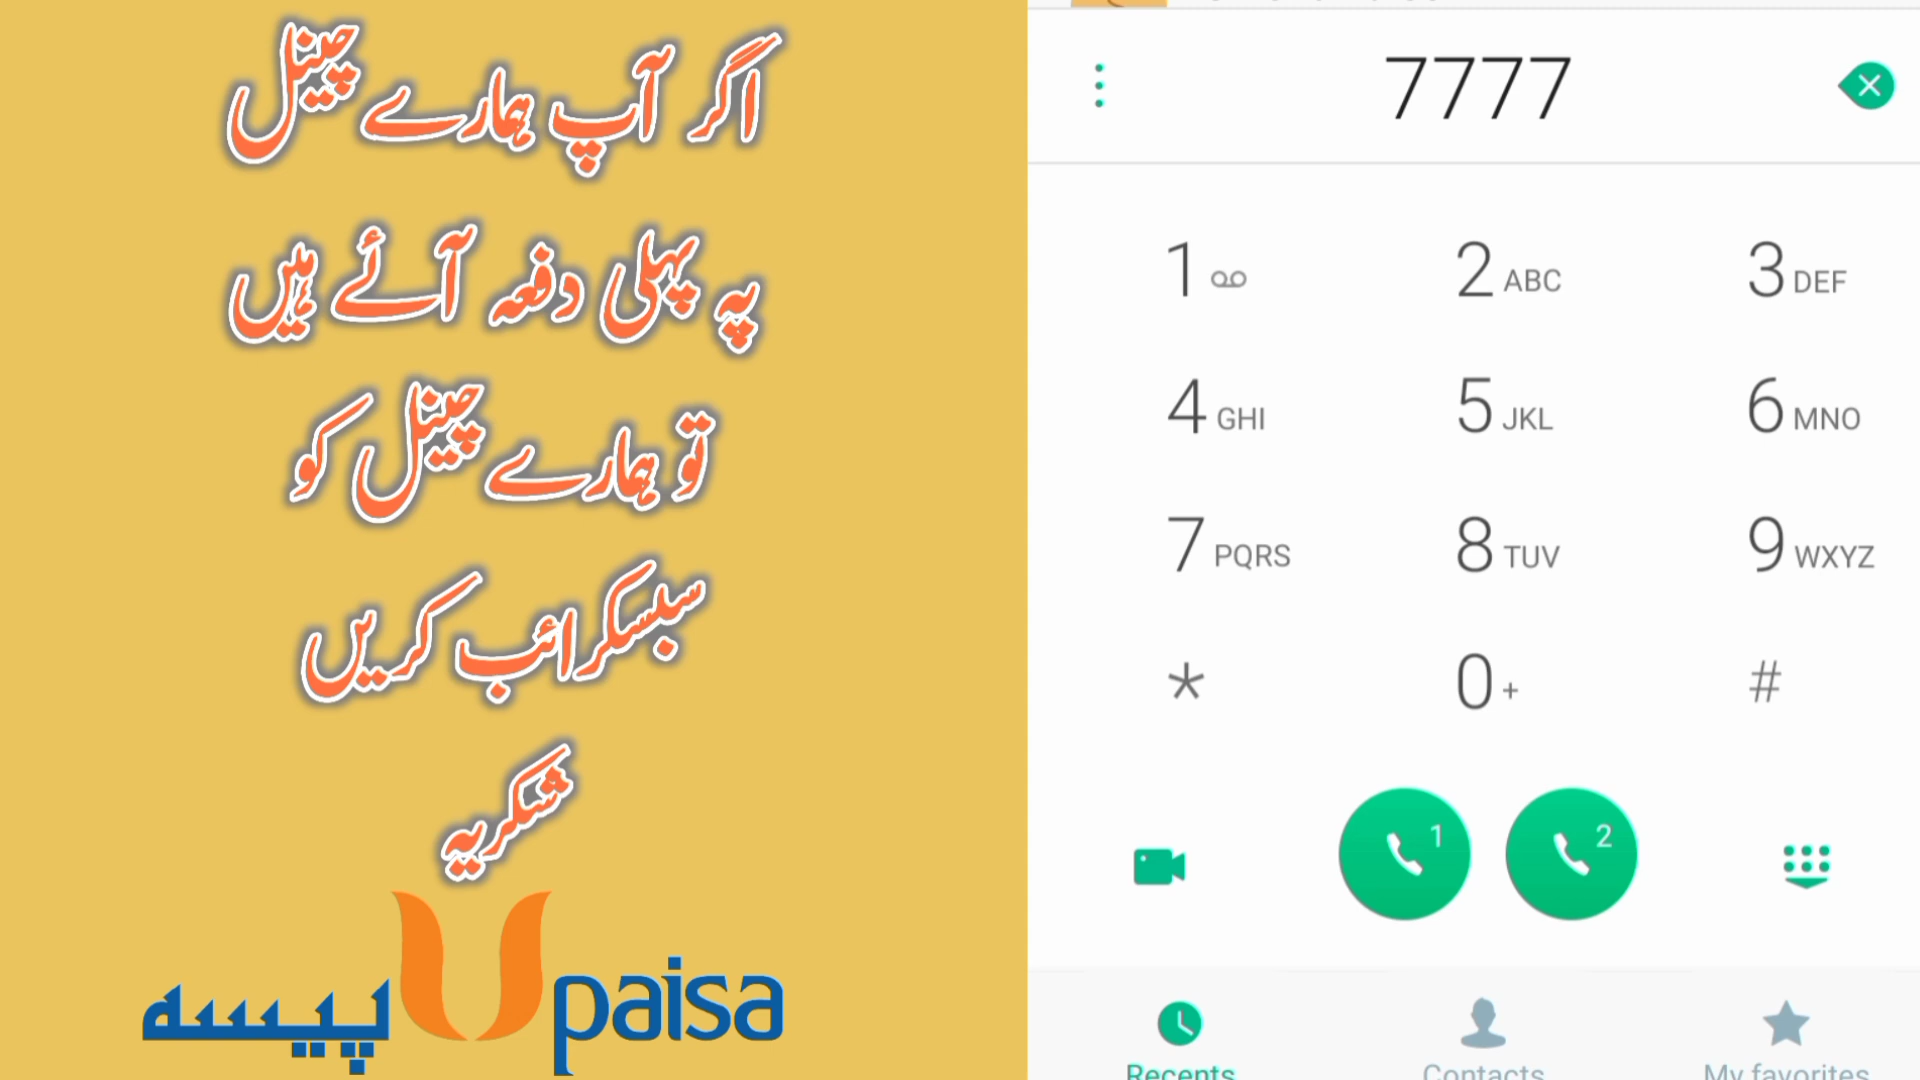 اگر آپ ہمارے چینل
پہ پہلی دفعہ آئے ہیں
تو ہمارے چینل کو
سبسکرائب کریں
شکریہ
پیسہ Upaisa
7777
1 2 ABC 3 DEF
4 GHI 5 JKL 6 MNO
7 PQRS 8 TUV 9 WXYZ
* 0 + #
1 2
Recents Contacts My favorites